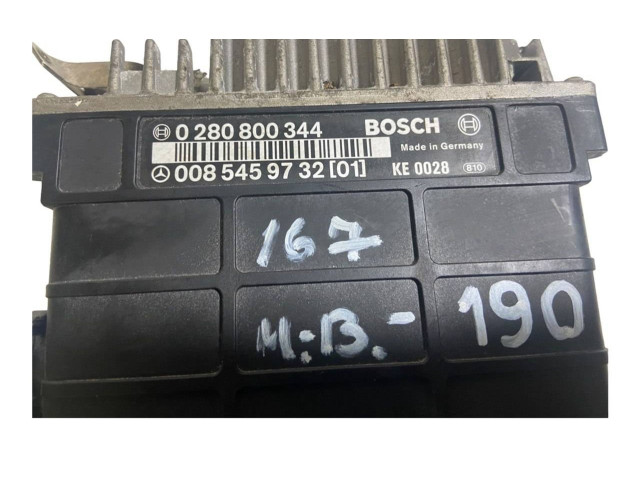 0 280 800 344 BOSCH
Made in Germany
008 545 97 32 [01] KE 0028 810
167
M:B.- 190